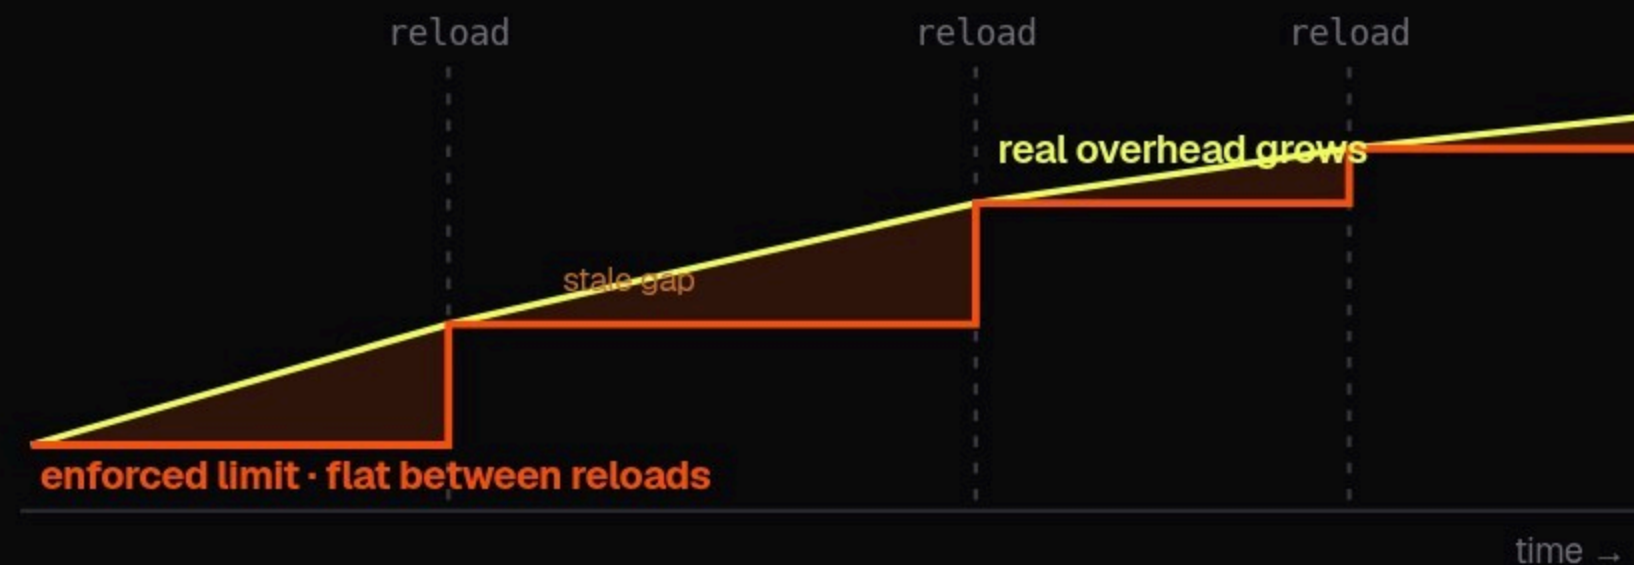 reload
reload
reload
real overhead grows
stale gap
enforced limit · flat between reloads
time →